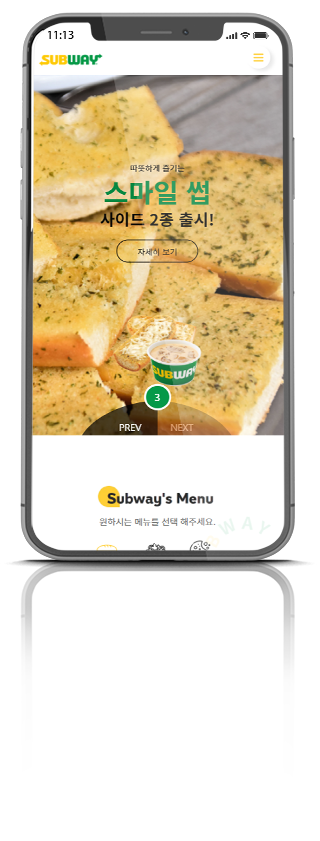 11:13
SUBWAY
따뜻하게 즐기는
스마일 썹
사이드 2종 출시!
자세히 보기
SUBWAY
3
PREV NEXT
Subway's Menu
원하시는 메뉴를 선택 해주세요.
W A Y